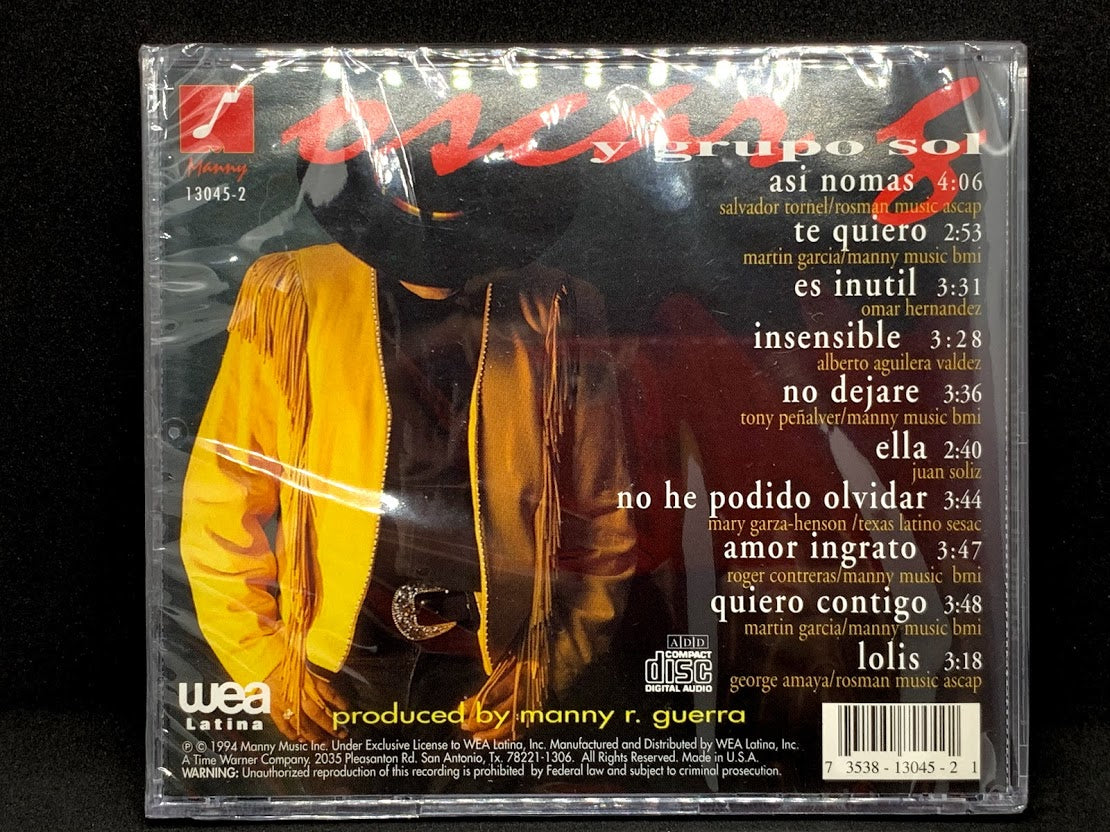 oscar g
y grupo sol
Manny
13045-2
asi nomas 4:06
salvador tornel/rosman music ascap
te quiero 2:53
martin garcia/manny music bmi
es inutil 3:31
omar hernandez
insensible 3:28
alberto aguilera valdez
no dejare 3:36
tony peñalver/manny music bmi
ella 2:40
juan soliz
no he podido olvidar 3:44
mary garza-henson /texas latino sesac
amor ingrato 3:47
roger contreras/manny music bmi
quiero contigo 3:48
martin garcia/manny music bmi
lolis 3:18
george amaya/rosman music ascap
ADD
COMPACT
disc
DIGITAL AUDIO
wea
Latina
produced by manny r. guerra
℗ © 1994 Manny Music Inc. Under Exclusive License to WEA Latina, Inc. Manufactured and Distributed by WEA Latina, Inc.
A Time Warner Company. 2035 Pleasanton Rd. San Antonio, Tx. 78221-1306. All Rights Reserved. Made in U.S.A.
WARNING: Unauthorized reproduction of this recording is prohibited by Federal law and subject to criminal prosecution.
7 3538-13045-2 1